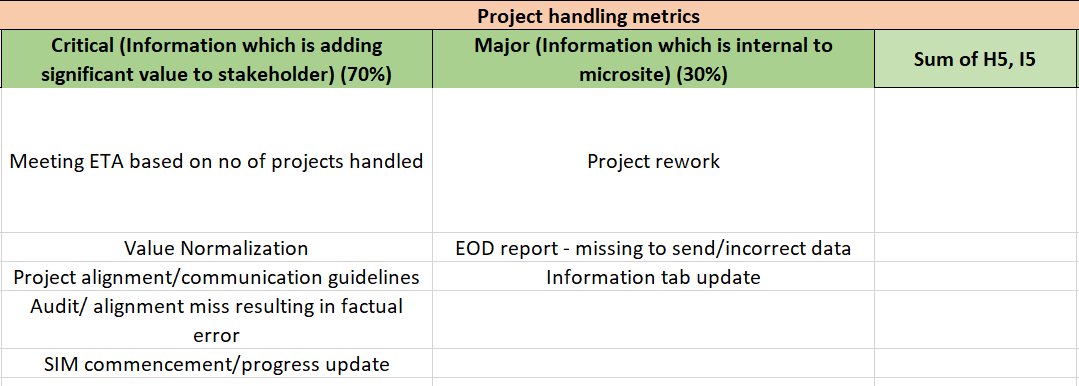 Project handling metrics
Critical (Information which is adding
significant value to stakeholder) (70%)
Major (Information which is internal to
microsite) (30%)
Sum of H5, I5
Meeting ETA based on no of projects handled
Project rework
Value Normalization
EOD report - missing to send/incorrect data
Project alignment/communication guidelines
Information tab update
Audit/ alignment miss resulting in factual
error
SIM commencement/progress update